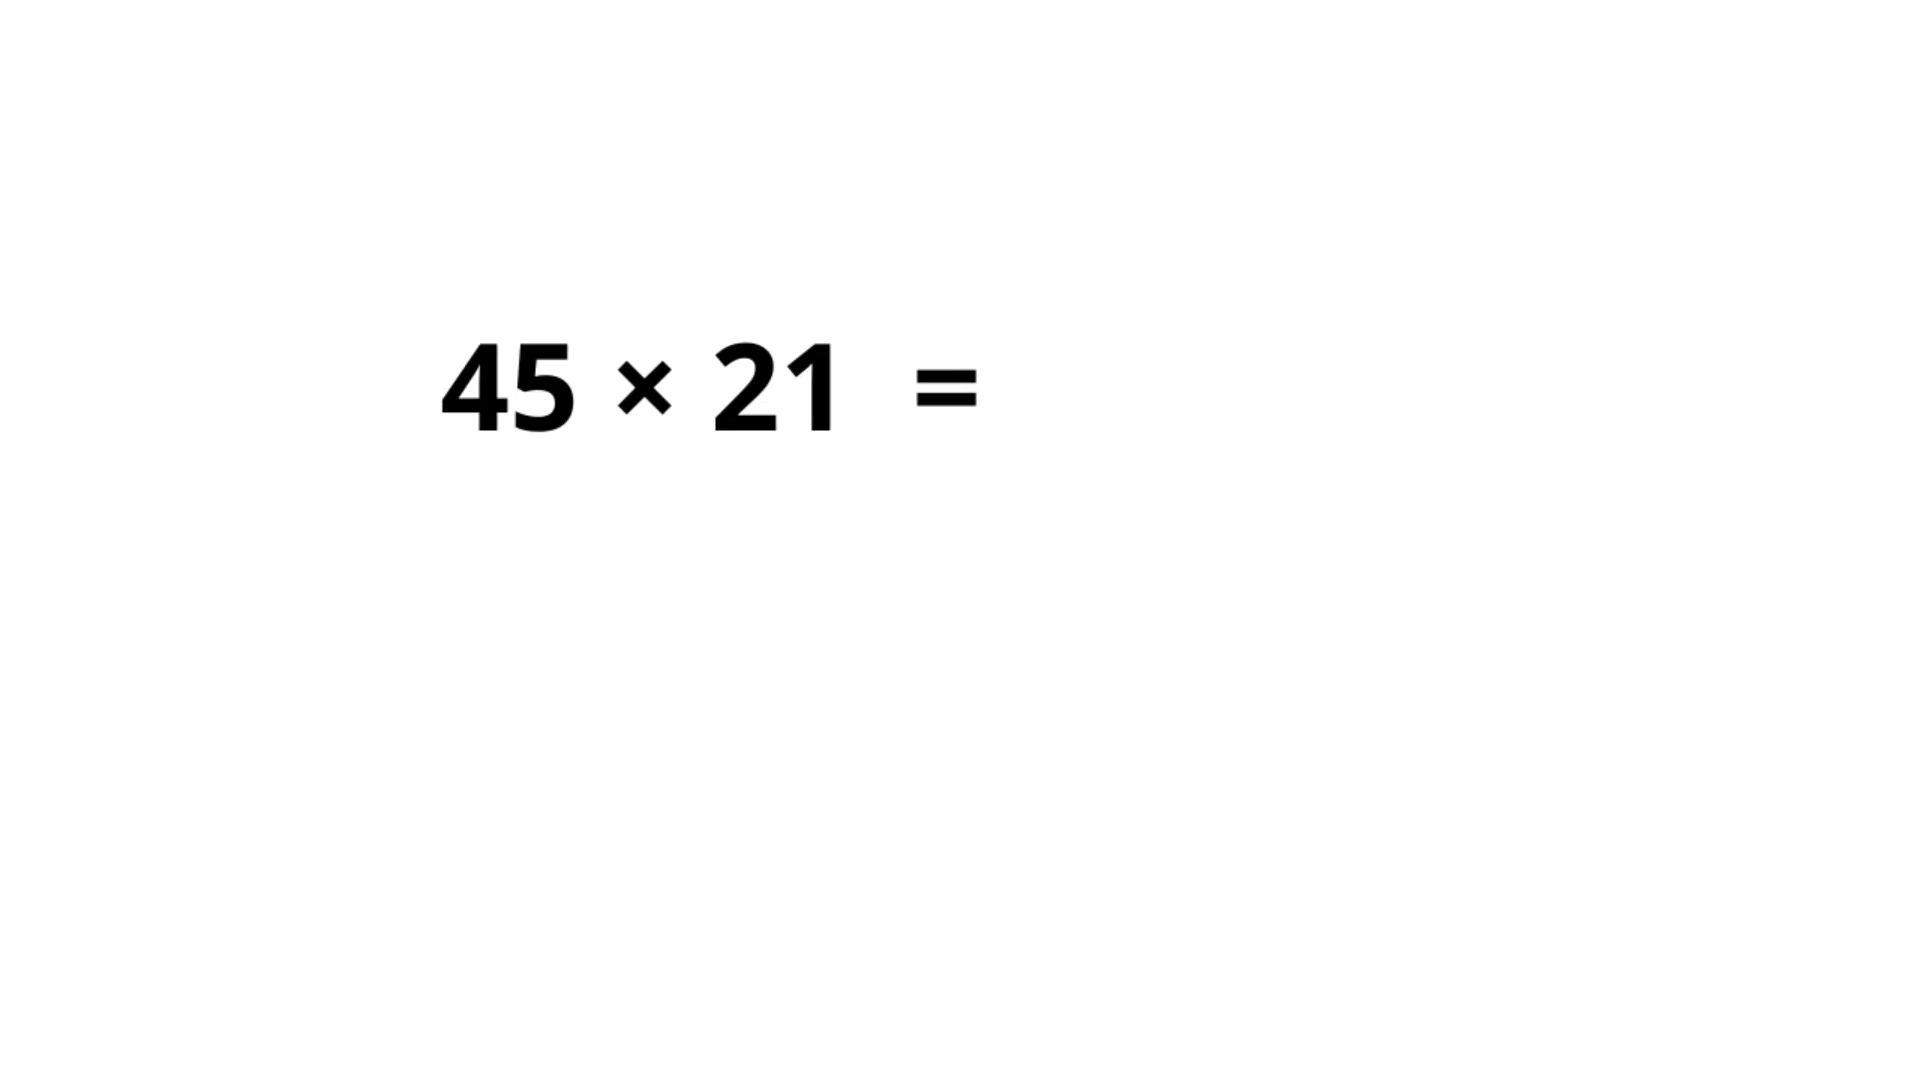 45 × 21 =